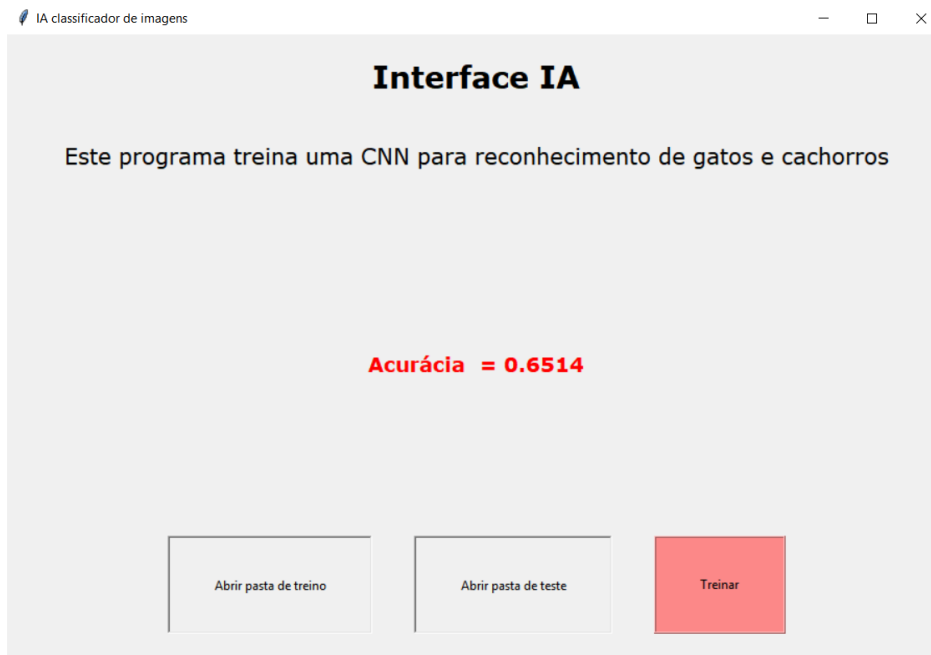 IA classificador de imagens
Interface IA
Este programa treina uma CNN para reconhecimento de gatos e cachorros
Acurácia  = 0.6514
Abrir pasta de treino
Abrir pasta de teste
Treinar